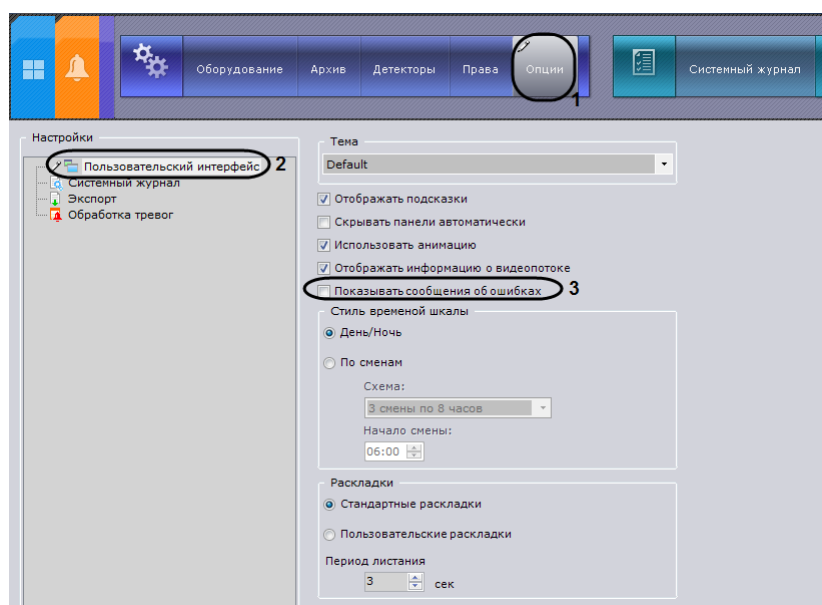 Оборудование Архив Детекторы Права Опции Системный журнал
1
Настройки
Пользовательский интерфейс 2
Системный журнал
Экспорт
Обработка тревог
Тема
Default
Отображать подсказки
Скрывать панели автоматически
Использовать анимацию
Отображать информацию о видеопотоке
Показывать сообщения об ошибках 3
Стиль временой шкалы
День/Ночь
По сменам
Схема:
3 смены по 8 часов
Начало смены:
06:00
Раскладки
Стандартные раскладки
Пользовательские раскладки
Период листания
3 сек